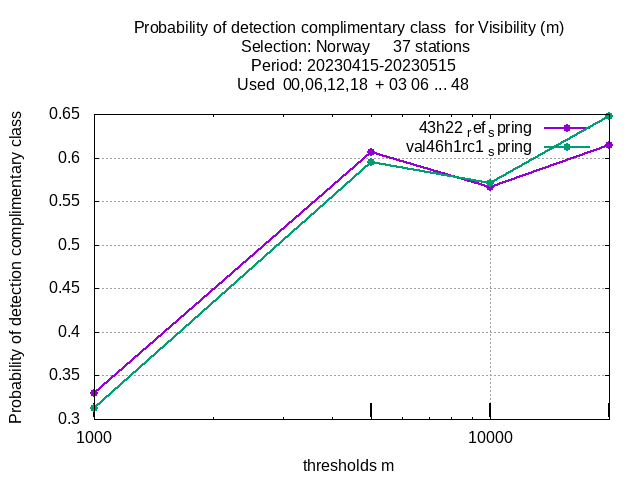 Probability of detection complimentary class for Visibility (m)
Selection: Norway 37 stations
Period: 20230415-20230515
Used 00,06,12,18 + 03 06 ... 48
Probability of detection complimentary class
0.65
0.6
0.55
0.5
0.45
0.4
0.35
0.3
43h22 ref spring
val46h1rc1 spring
1000
10000
thresholds m